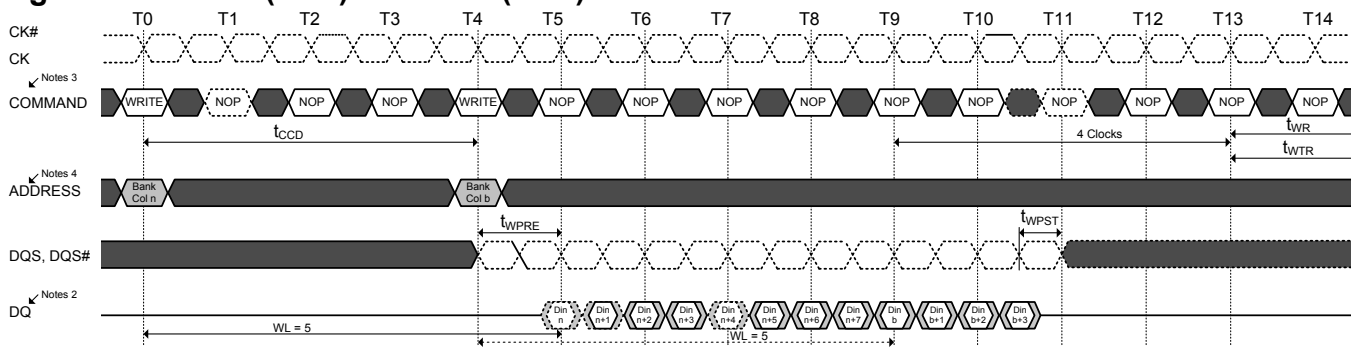 T0 T1 T2 T3 T4 T5 T6 T7 T8 T9 T10 T11 T12 T13 T14
CK#
CK
Notes 3
COMMAND WRITE NOP NOP NOP WRITE NOP NOP NOP NOP NOP NOP NOP NOP NOP NOP
tCCD 4 Clocks tWR
tWTR
Notes 4
ADDRESS Bank Col n Bank Col b
tWPRE tWPST
DQS, DQS#
Notes 2
DQ Din n Din n+1 Din n+2 Din n+3 Din n+4 Din n+5 Din n+6 Din n+7 Din b Din b+1 Din b+2 Din b+3
WL = 5 WL = 5